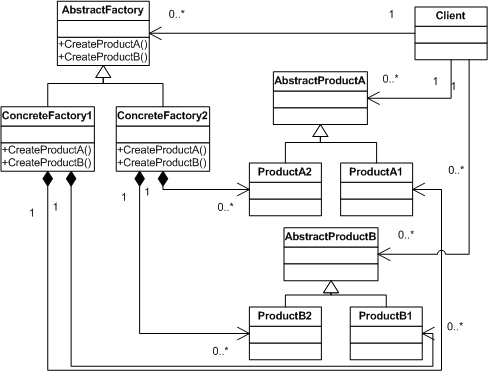 AbstractFactory
0..*
1
Client
+CreateProductA()
+CreateProductB()
AbstractProductA
0..*
1
1
ConcreteFactory1
ConcreteFactory2
+CreateProductA()
+CreateProductB()
+CreateProductA()
+CreateProductB()
ProductA2
ProductA1
0..*
1
1
1
1
0..*
0..*
AbstractProductB
0..*
ProductB2
ProductB1
0..*
0..*